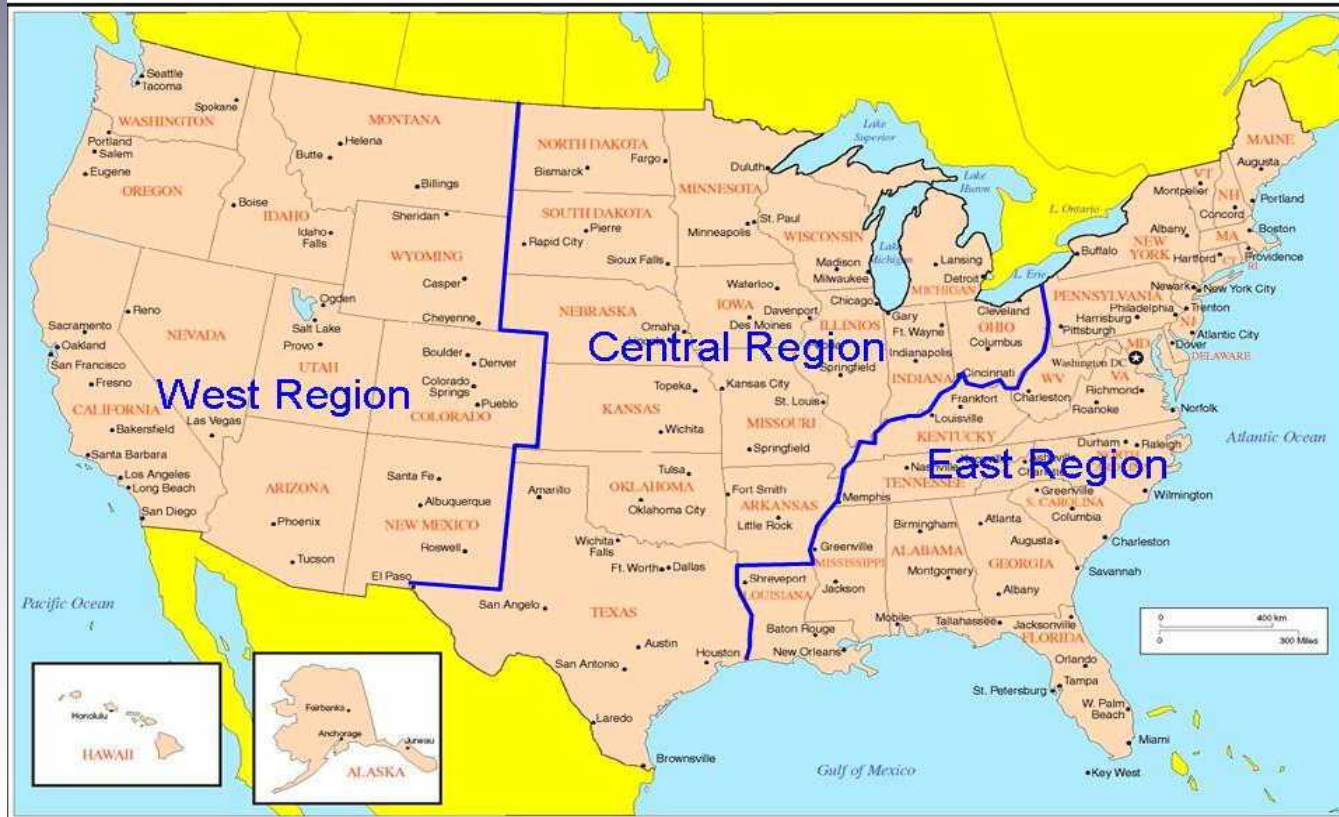 Seattle
Tacoma
Spokane
WASHINGTON
Portland
Salem
Eugene
OREGON
MONTANA
Helena
Butte
Billings
Boise
IDAHO
Idaho
Falls
Sheridan
WYOMING
Casper
Cheyenne
Reno
NEVADA
Sacramento
Oakland
San Francisco
Fresno
CALIFORNIA
Las Vegas
Bakersfield
Santa Barbara
Los Angeles
Long Beach
San Diego
Ogden
Salt Lake
Provo
UTAH
Boulder
Denver
Colorado
Springs
Pueblo
COLORADO
West Region
ARIZONA
Phoenix
Tucson
Santa Fe
Albuquerque
NEW MEXICO
Roswell
El Paso
NORTH DAKOTA
Fargo
Bismarck
SOUTH DAKOTA
Pierre
Rapid City
Sioux Falls
NEBRASKA
Omaha
MINNESOTA
Duluth
St. Paul
Minneapolis
WISCONSIN
Madison
Milwaukee
Lake
Superior
Lake
Michigan
Lake
Huron
L. Ontario
L. Erie
Lansing
Detroit
MICHIGAN
Waterloo
IOWA
Davenport
Des Moines
Chicago
ILLINIOS
Springfield
Gary
Ft. Wayne
Indianapolis
INDIANA
Cleveland
OHIO
Columbus
Cincinnati
Central Region
Topeka
KANSAS
Wichita
Kansas City
St. Louis
MISSOURI
Springfield
Tulsa
OKLAHOMA
Oklahoma City
Fort Smith
ARKANSAS
Little Rock
Amarillo
Wichita
Falls
Ft. Worth
Dallas
San Angelo
TEXAS
Austin
San Antonio
Houston
Laredo
Brownsville
Shreveport
LOUISIANA
Baton Rouge
New Orleans
Greenville
MISSISSIPPI
Jackson
Memphis
Nashville
TENNESSEE
Frankfort
Louisville
KENTUCKY
East Region
Birmingham
ALABAMA
Montgomery
Mobile
Atlanta
Augusta
GEORGIA
Albany
Savannah
Tallahassee
Jacksonville
FLORIDA
Orlando
Tampa
St. Petersburg
W. Palm
Beach
Miami
Key West
Greenville
S. CAROLINA
Columbia
Charleston
Durham
Raleigh
Wilmington
WV
Charleston
VA
Richmond
Roanoke
Norfolk
Washington DC
MD
DELAWARE
Dover
PENNSYLVANIA
Harrisburg
Philadelphia
Pittsburgh
NJ
Newark
Trenton
Atlantic City
New York City
NEW
YORK
Albany
Buffalo
VT
Montpelier
NH
Concord
MAINE
Augusta
Portland
MA
Boston
CT
Hartford
RI
Providence
Atlantic Ocean
Pacific Ocean
Gulf of Mexico
0 400 km
0 300 Miles
Honolulu
HAWAII
Fairbanks
Anchorage
Juneau
ALASKA